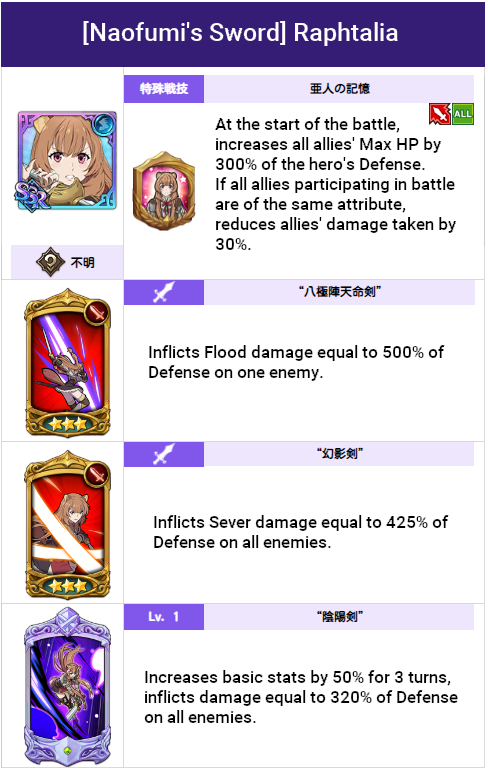 [Naofumi's Sword] Raphtalia
特殊戦技
亜人の記憶
ALL
At the start of the battle,
increases all allies' Max HP by
300% of the hero's Defense.
If all allies participating in battle
are of the same attribute,
reduces allies' damage taken by
30%.
SSR
不明
“八極陣天命剣”
Inflicts Flood damage equal to 500% of
Defense on one enemy.
“幻影剣”
Inflicts Sever damage equal to 425% of
Defense on all enemies.
Lv. 1
“陰陽剣”
Increases basic stats by 50% for 3 turns,
inflicts damage equal to 320% of Defense
on all enemies.